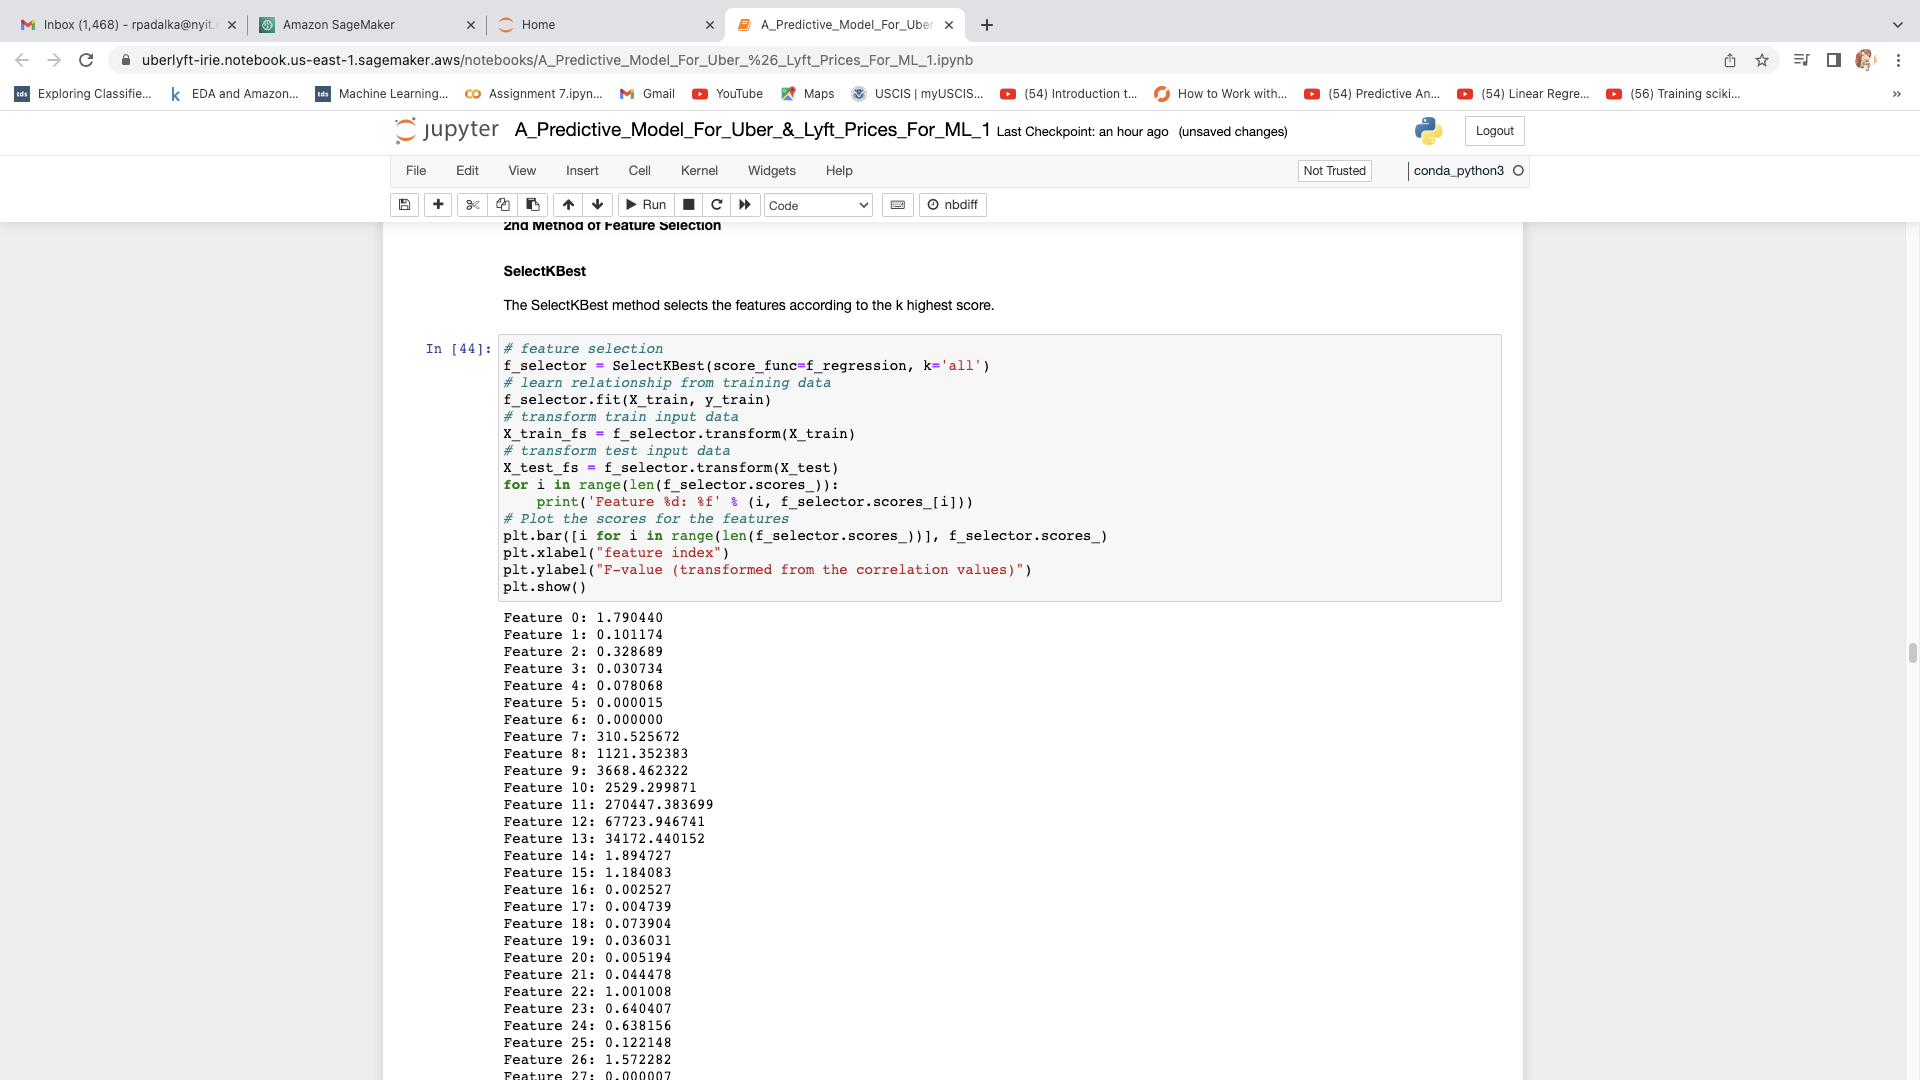 Inbox (1,468) - rpadalka@nyit.
Amazon SageMaker
Home
A_Predictive_Model_For_Uber
uberlyft-irie.notebook.us-east-1.sagemaker.aws/notebooks/A_Predictive_Model_For_Uber_%26_Lyft_Prices_For_ML_1.ipynb
tds Exploring Classifie...
k EDA and Amazon...
tds Machine Learning...
CO Assignment 7.ipyn...
Gmail
YouTube
Maps
USCIS | myUSCIS...
(54) Introduction t...
How to Work with...
(54) Predictive An...
(54) Linear Regre...
(56) Training sciki...
»
jupyter A_Predictive_Model_For_Uber_&_Lyft_Prices_For_ML_1 Last Checkpoint: an hour ago (unsaved changes)
Logout
File Edit View Insert Cell Kernel Widgets Help
Not Trusted
conda_python3
Run
Code
nbdiff
2nd Method of Feature Selection
SelectKBest
The SelectKBest method selects the features according to the k highest score.
In [44]:
# feature selection
f_selector = SelectKBest(score_func=f_regression, k='all')
# learn relationship from training data
f_selector.fit(X_train, y_train)
# transform train input data
X_train_fs = f_selector.transform(X_train)
# transform test input data
X_test_fs = f_selector.transform(X_test)
for i in range(len(f_selector.scores_)):
    print('Feature %d: %f' % (i, f_selector.scores_[i]))
# Plot the scores for the features
plt.bar([i for i in range(len(f_selector.scores_))], f_selector.scores_)
plt.xlabel("feature index")
plt.ylabel("F-value (transformed from the correlation values)")
plt.show()
Feature 0: 1.790440
Feature 1: 0.101174
Feature 2: 0.328689
Feature 3: 0.030734
Feature 4: 0.078068
Feature 5: 0.000015
Feature 6: 0.000000
Feature 7: 310.525672
Feature 8: 1121.352383
Feature 9: 3668.462322
Feature 10: 2529.299871
Feature 11: 270447.383699
Feature 12: 67723.946741
Feature 13: 34172.440152
Feature 14: 1.894727
Feature 15: 1.184083
Feature 16: 0.002527
Feature 17: 0.004739
Feature 18: 0.073904
Feature 19: 0.036031
Feature 20: 0.005194
Feature 21: 0.044478
Feature 22: 1.001008
Feature 23: 0.640407
Feature 24: 0.638156
Feature 25: 0.122148
Feature 26: 1.572282
Feature 27: 0.000007